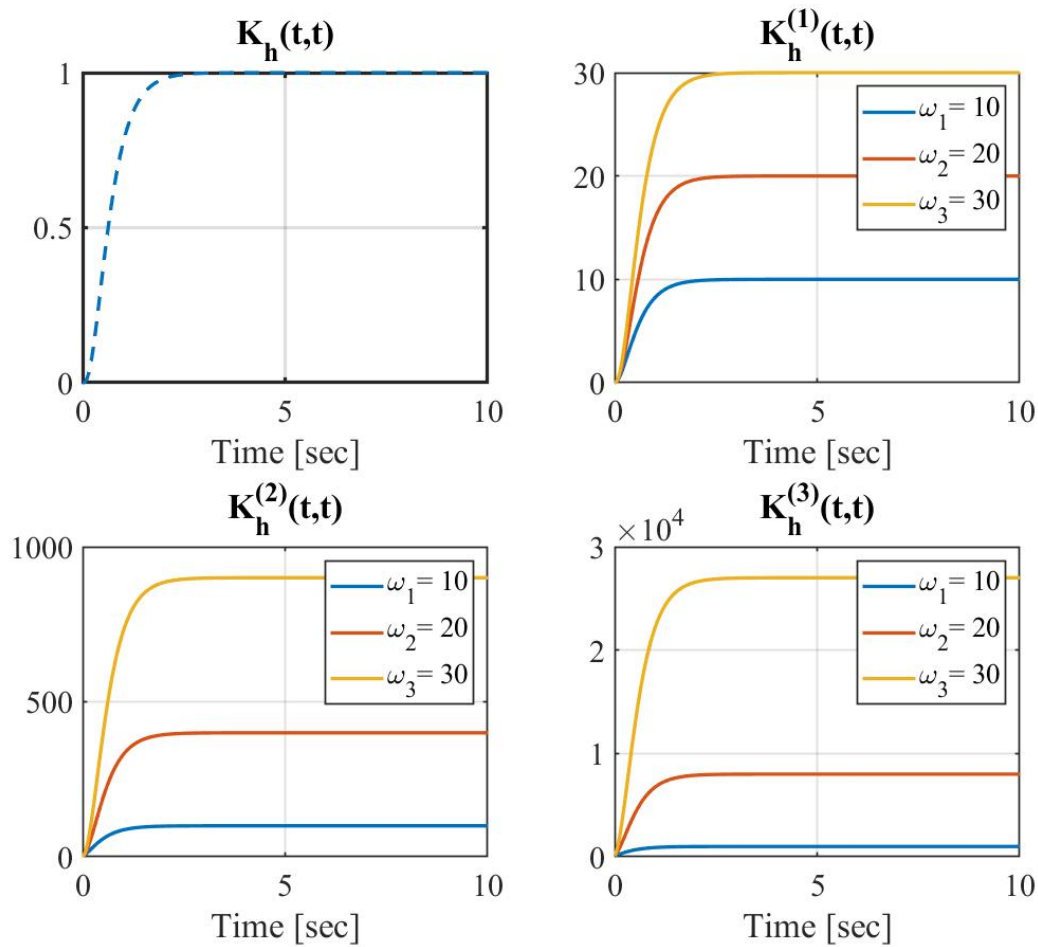 K_h(t,t)
1
0.5
0
0 5 10
Time [sec]
K_h^(1)(t,t)
30
20
10
0
ω_1= 10
ω_2= 20
ω_3= 30
0 5 10
Time [sec]
K_h^(2)(t,t)
1000
500
0
ω_1= 10
ω_2= 20
ω_3= 30
0 5 10
Time [sec]
K_h^(3)(t,t)
×10^4
3
2
1
0
ω_1= 10
ω_2= 20
ω_3= 30
0 5 10
Time [sec]